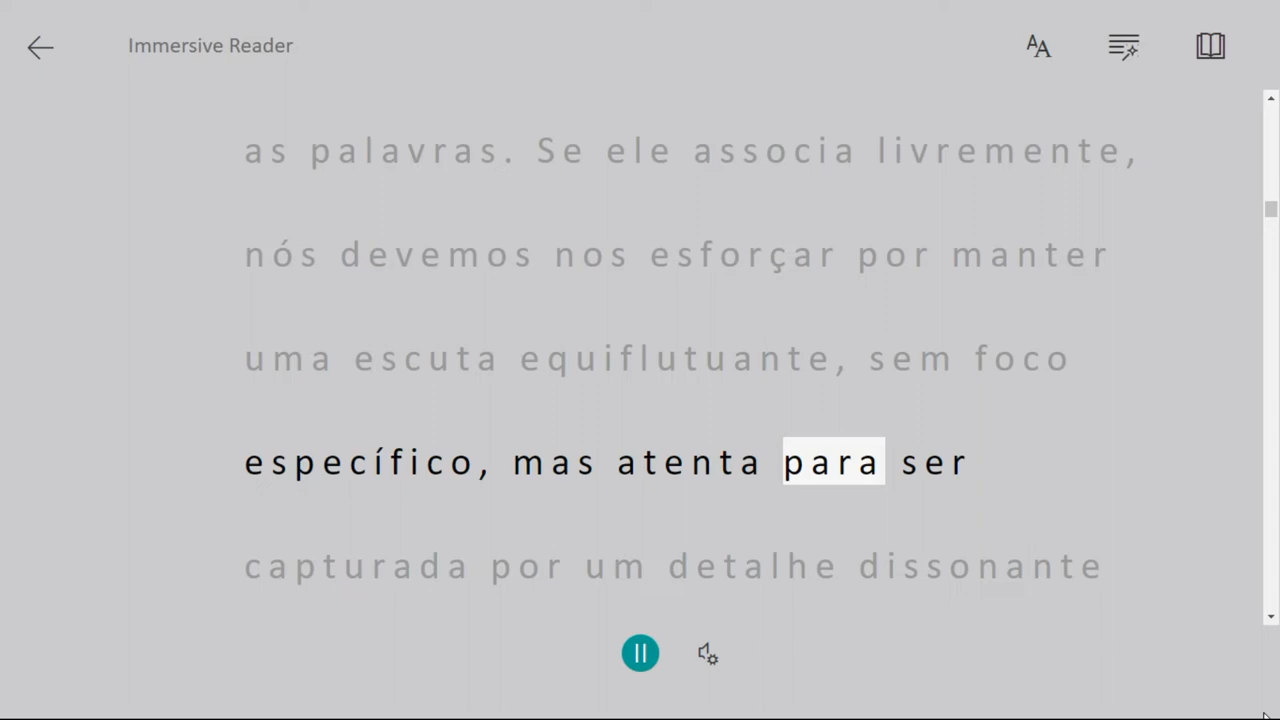 Immersive Reader
as palavras. Se ele associa livremente,
nós devemos nos esforçar por manter
uma escuta equiflutuante, sem foco
específico, mas atenta para ser
capturada por um detalhe dissonante